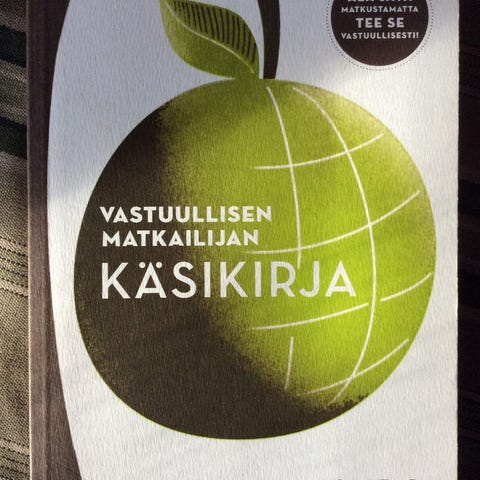 MATKUSTAMATTA
TEE SE
VASTUULLISESTI!
VASTUULLISEN
MATKAILIJAN
KÄSIKIRJA